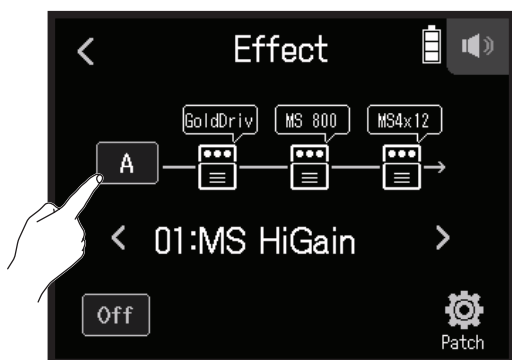 Effect
GoldDriv MS 800 MS4x12
A
01:MS HiGain
Off
Patch